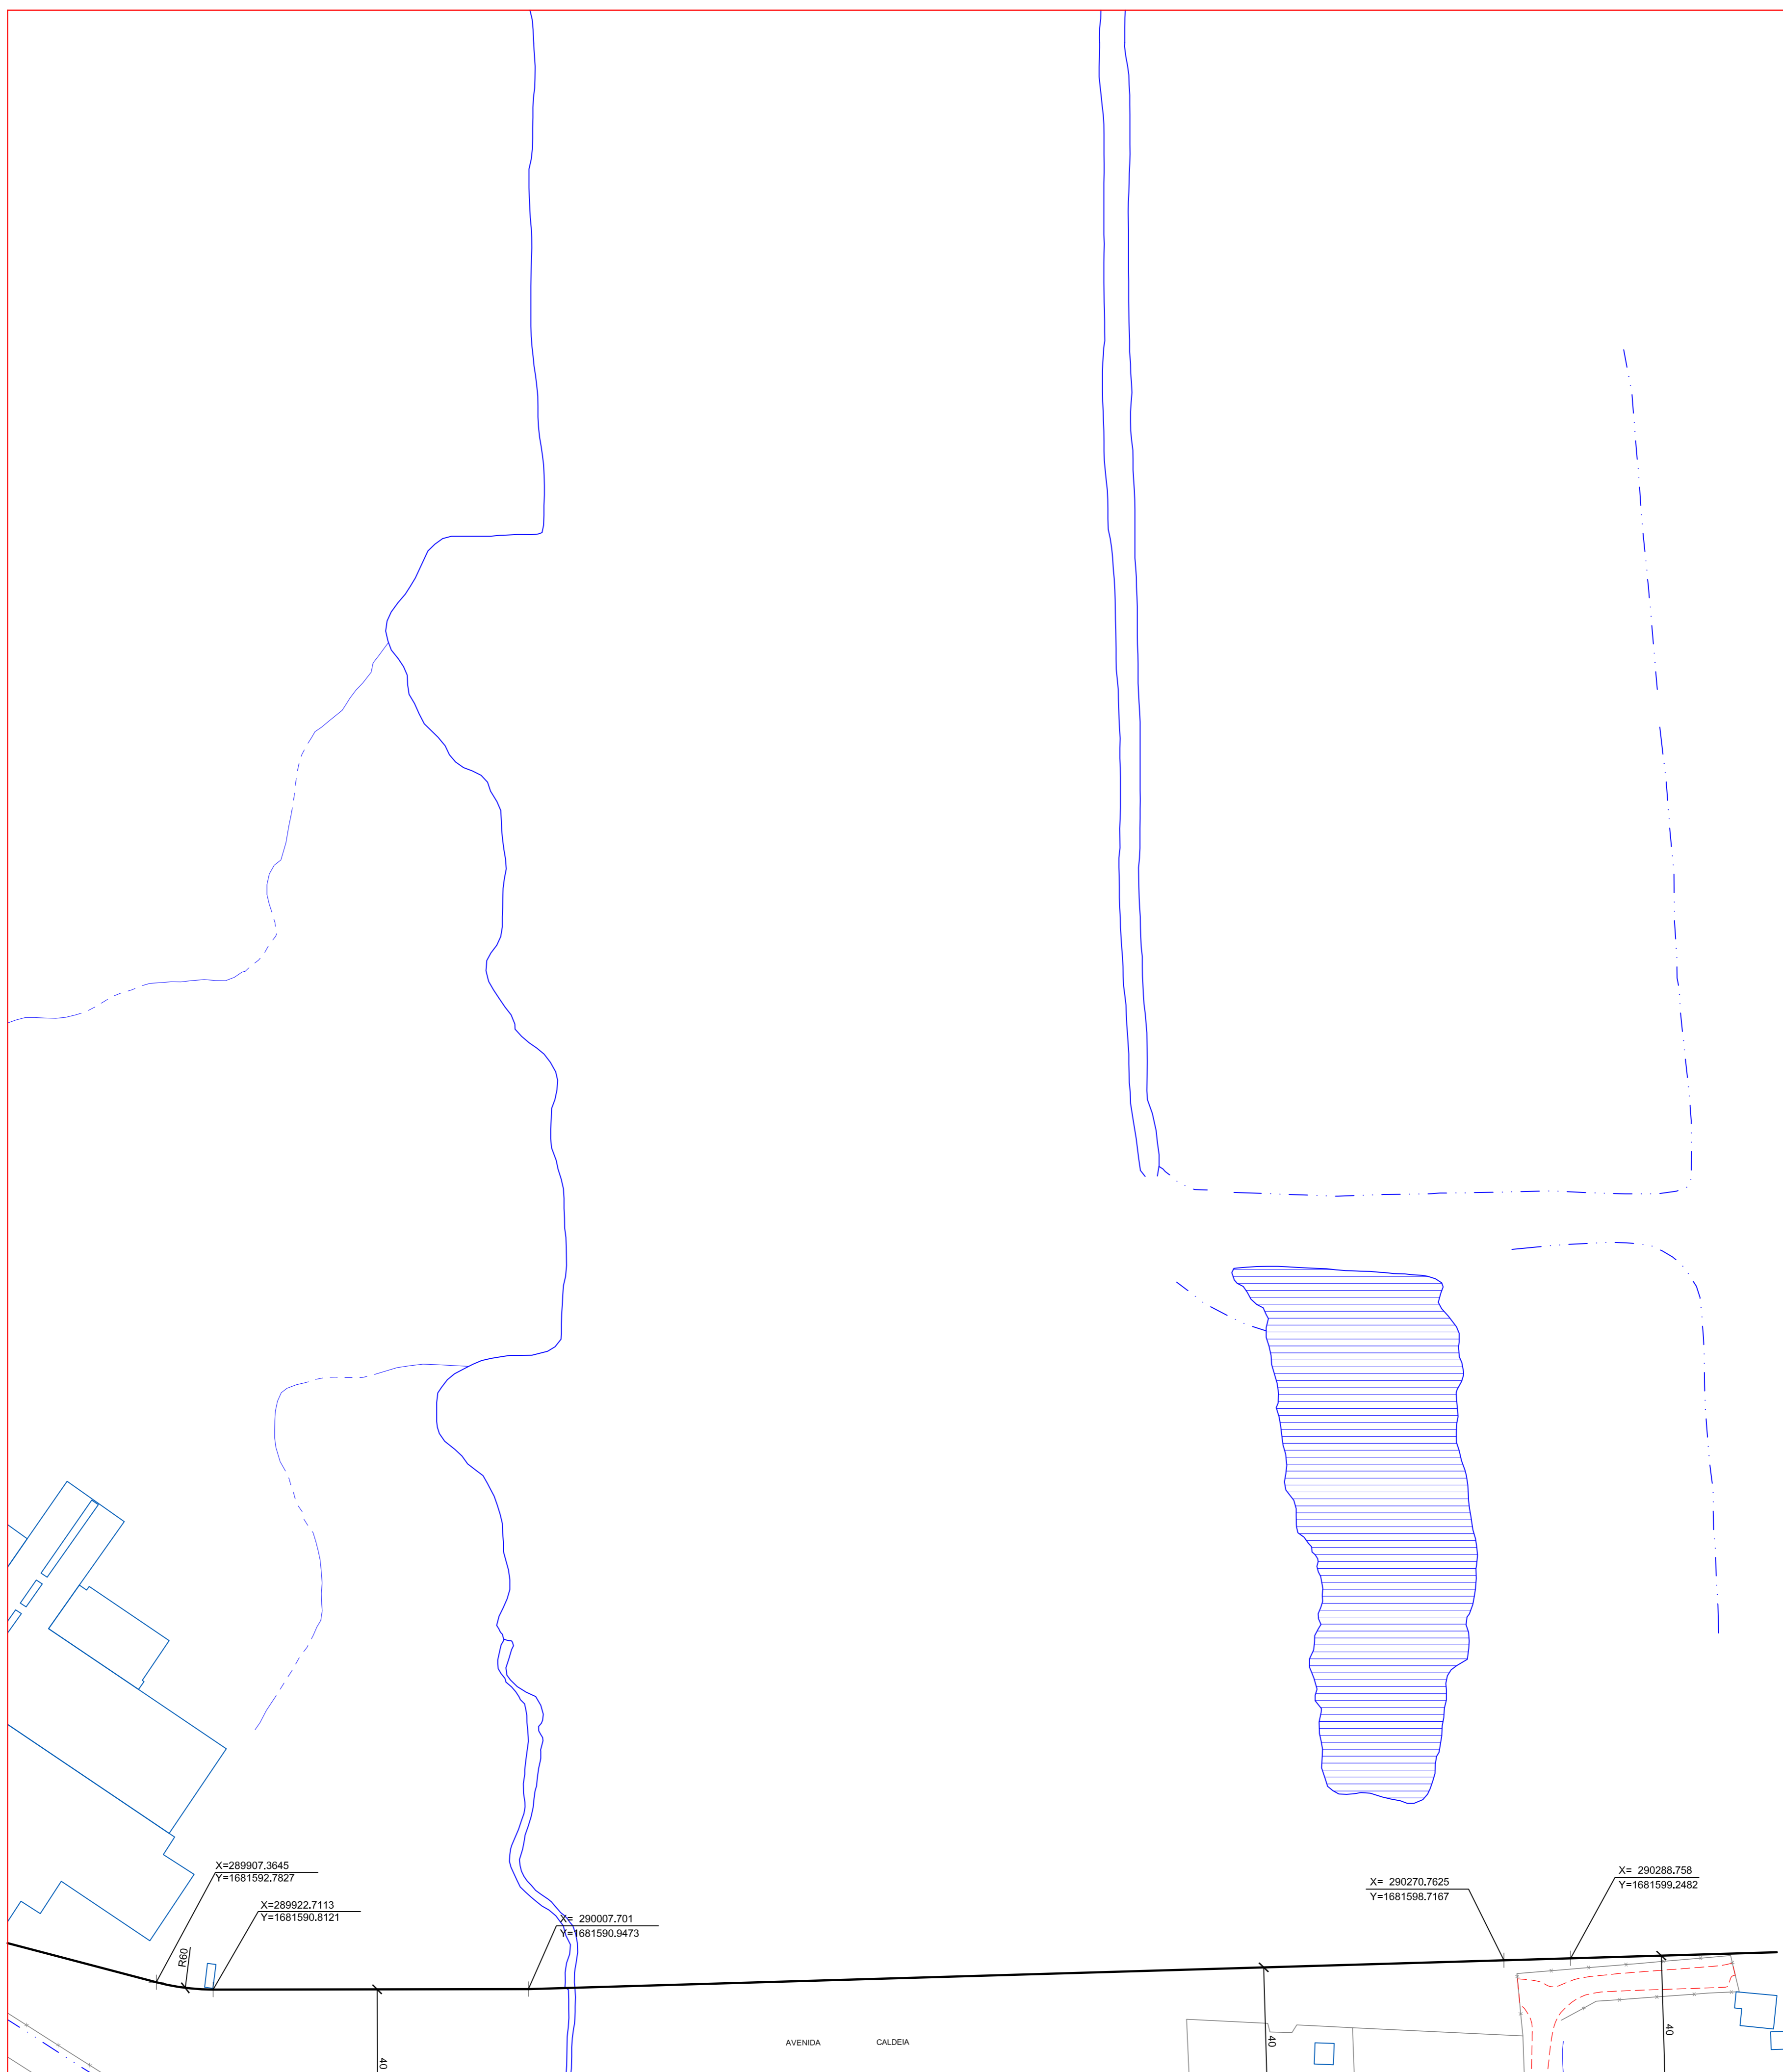 X=289907.3645
Y=1681592.7827
X= 290288.758
Y=1681599.2482
X= 290270.7625
Y=1681598.7167
X=289922.7113
Y=1681590.8121
X= 290007.701
Y=1681590.9473
R60
AVENIDA CALDEIA
40
40
40